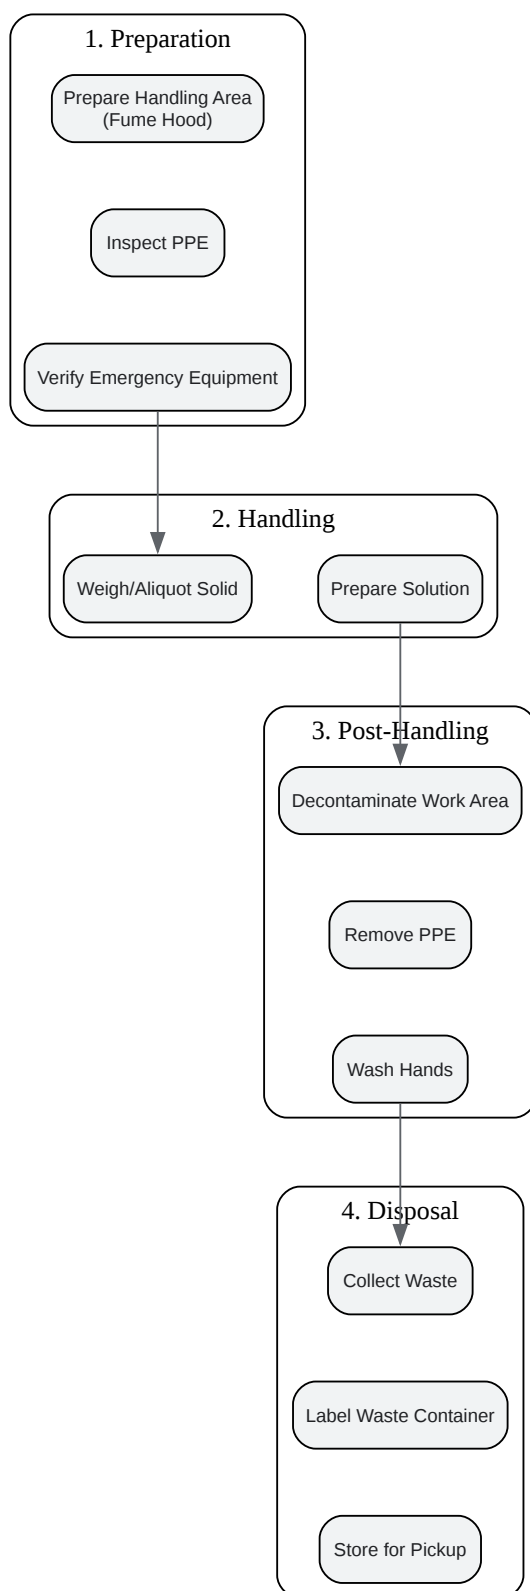 1. Preparation
Prepare Handling Area
(Fume Hood)
Inspect PPE
Verify Emergency Equipment
2. Handling
Weigh/Aliquot Solid
Prepare Solution
3. Post-Handling
Decontaminate Work Area
Remove PPE
Wash Hands
4. Disposal
Collect Waste
Label Waste Container
Store for Pickup